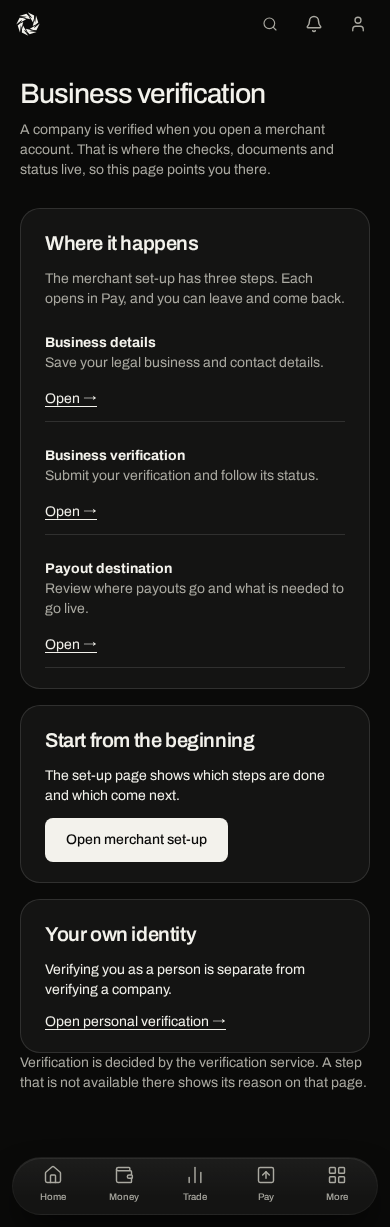 Business verification
A company is verified when you open a merchant
account. That is where the checks, documents and
status live, so this page points you there.
Where it happens
The merchant set-up has three steps. Each
opens in Pay, and you can leave and come back.
Business details
Save your legal business and contact details.
Open →
Business verification
Submit your verification and follow its status.
Open →
Payout destination
Review where payouts go and what is needed to
go live.
Open →
Start from the beginning
The set-up page shows which steps are done
and which come next.
Open merchant set-up
Your own identity
Verifying you as a person is separate from
verifying a company.
Open personal verification →
Verification is decided by the verification service. A step
that is not available there shows its reason on that page.
Home Money Trade Pay More